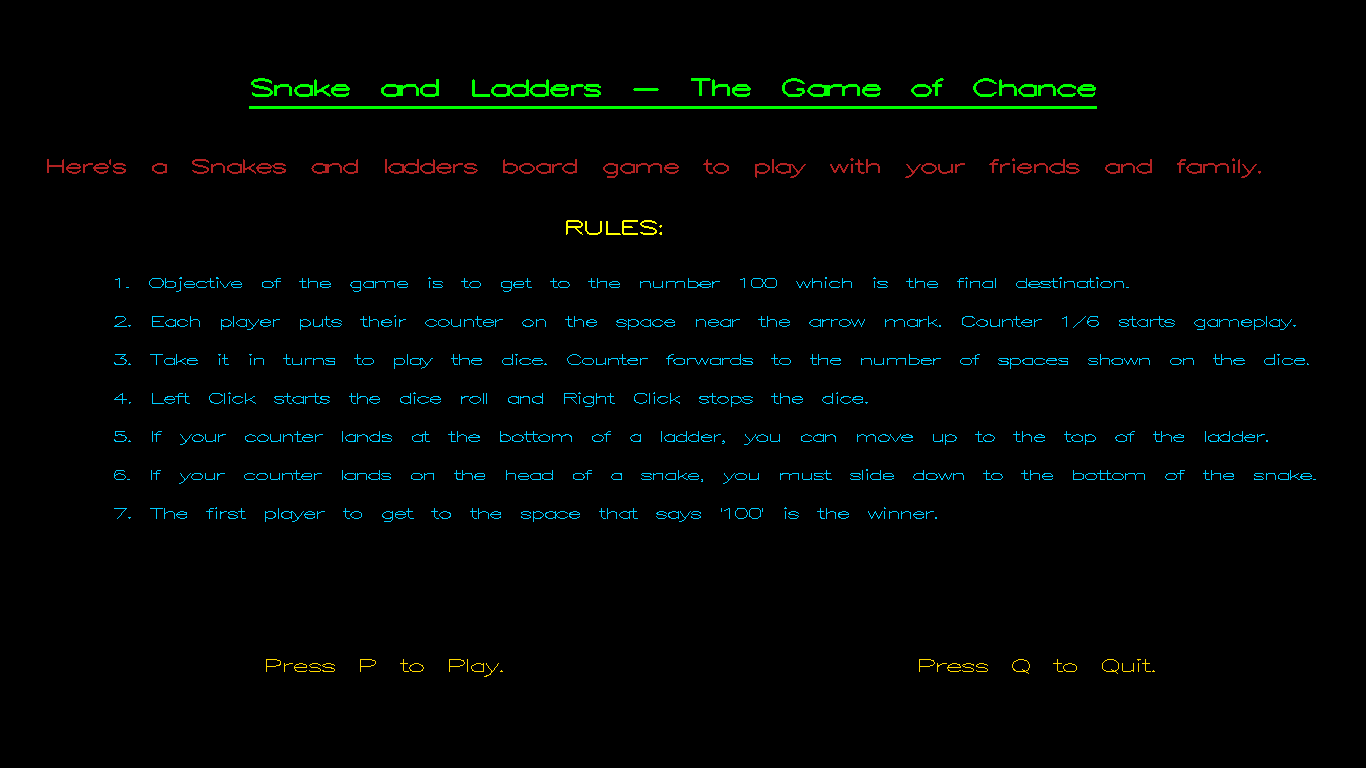 Snake and Ladders – The Game of Chance
Here's a Snakes and ladders board game to play with your friends and family.
RULES:
1. Objective of the game is to get to the number 100 which is the final destination.
2. Each player puts their counter on the space near the arrow mark. Counter 1/6 starts gameplay.
3. Take it in turns to play the dice. Counter forwards to the number of spaces shown on the dice.
4. Left Click starts the dice roll and Right Click stops the dice.
5. If your counter lands at the bottom of a ladder, you can move up to the top of the ladder.
6. If your counter lands on the head of a snake, you must slide down to the bottom of the snake.
7. The first player to get to the space that says '100' is the winner.
Press P to Play.
Press Q to Quit.